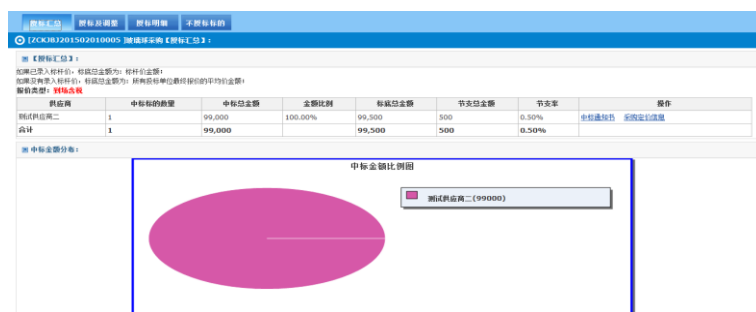 授标汇总 授标及调整 授标明细 不授标标的
[ZCKJBJ201502010005 ]玻璃球采购【授标汇总】:
【授标汇总】:
如果已录入标杆价, 标底总金额为: 标杆价金额;
如果没有录入标杆价, 标底总金额为: 所有投标单位最终报价的平均价金额;
报价类型: 到场含税
供应商 中标标的数量 中标总金额 金额比例 标底总金额 节支总金额 节支率 操作
测试供应商二 1 99,000 100.00% 99,500 500 0.50% 中标通知书 采购定价信息
合计 1 99,000 99,500 500 0.50%
中标金额分布:
中标金额比例图
测试供应商二(99000)